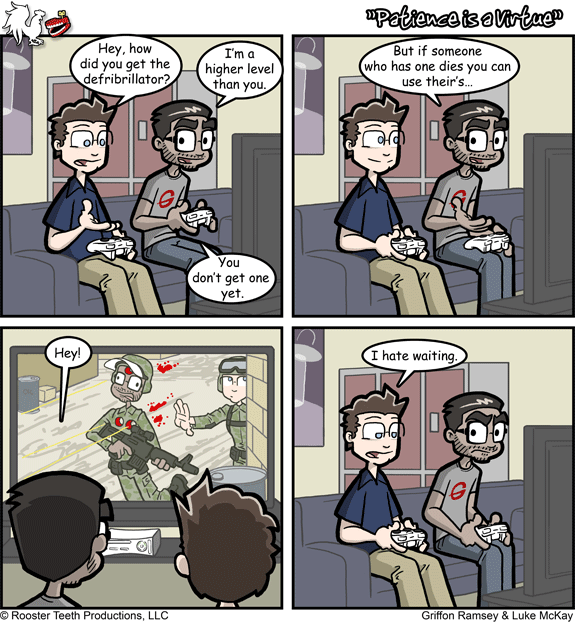 "Patience is a Virtue"
Hey, how
did you get the
defribrillator?
I'm a
higher level
than you.
You
don't get one
yet.
But if someone
who has one dies you can
use their's...
Hey!
I hate waiting.
© Rooster Teeth Productions, LLC
Griffon Ramsey & Luke McKay